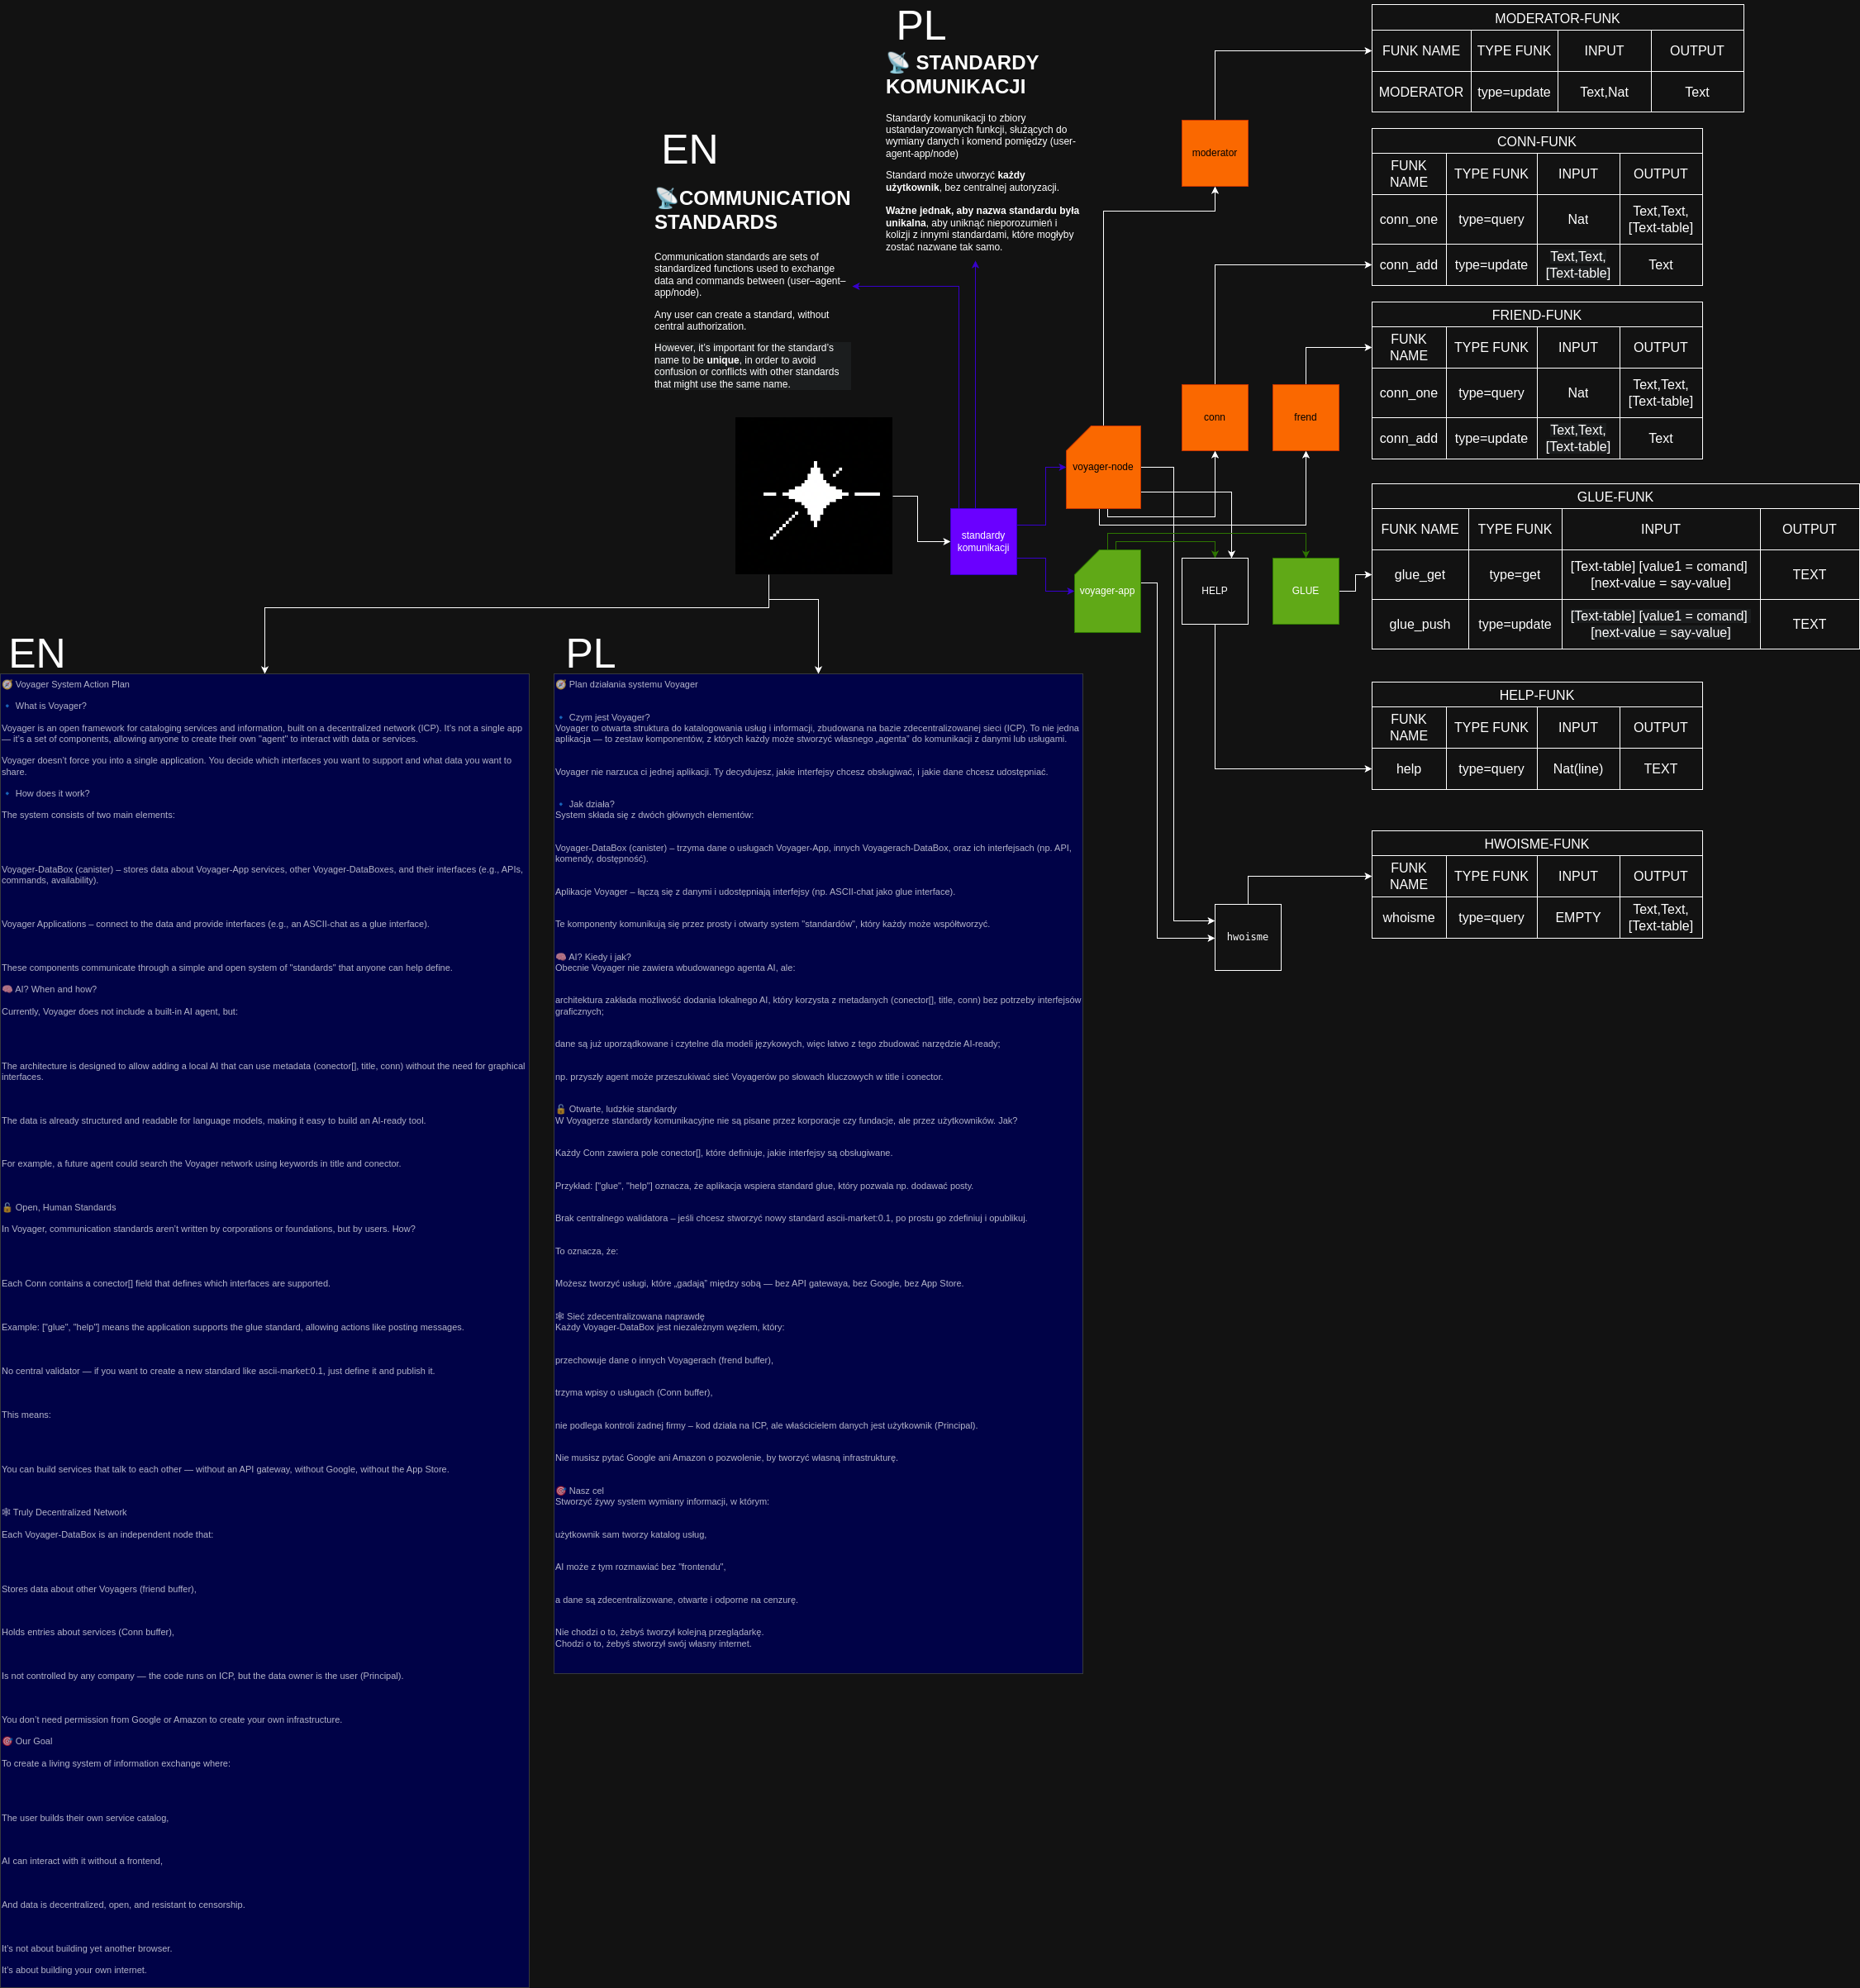 PL
📡 STANDARDY
KOMUNIKACJI
Standardy komunikacji to zbiory
ustandaryzowanych funkcji, służących do
wymiany danych i komend pomiędzy (user-
agent-app/node)
Standard może utworzyć każdy
użytkownik, bez centralnej autoryzacji.
Ważne jednak, aby nazwa standardu była
unikalna, aby uniknąć nieporozumień i
kolizji z innymi standardami, które mogłyby
zostać nazwane tak samo.
EN
📡COMMUNICATION
STANDARDS
Communication standards are sets of
standardized functions used to exchange
data and commands between (user–agent–
app/node).
Any user can create a standard, without
central authorization.
However, it's important for the standard's
name to be unique, in order to avoid
confusion or conflicts with other standards
that might use the same name.
standardy
komunikacji
voyager-node
voyager-app
moderator
conn
frend
HELP
GLUE
hwoisme
MODERATOR-FUNK
FUNK NAME TYPE FUNK INPUT OUTPUT
MODERATOR type=update Text,Nat Text
CONN-FUNK
FUNK
NAME TYPE FUNK INPUT OUTPUT
conn_one type=query Nat Text,Text,
[Text-table]
conn_add type=update Text,Text,
[Text-table] Text
FRIEND-FUNK
FUNK
NAME TYPE FUNK INPUT OUTPUT
conn_one type=query Nat Text,Text,
[Text-table]
conn_add type=update Text,Text,
[Text-table] Text
GLUE-FUNK
FUNK NAME TYPE FUNK INPUT OUTPUT
glue_get type=get [Text-table] [value1 = comand]
[next-value = say-value] TEXT
glue_push type=update [Text-table] [value1 = comand]
[next-value = say-value] TEXT
HELP-FUNK
FUNK
NAME TYPE FUNK INPUT OUTPUT
help type=query Nat(line) TEXT
HWOISME-FUNK
FUNK
NAME TYPE FUNK INPUT OUTPUT
whoisme type=query EMPTY Text,Text,
[Text-table]
EN
🧭 Voyager System Action Plan
🔹 What is Voyager?
Voyager is an open framework for cataloging services and information, built on a decentralized network (ICP). It's not a single app
— it's a set of components, allowing anyone to create their own "agent" to interact with data or services.
Voyager doesn't force you into a single application. You decide which interfaces you want to support and what data you want to
share.
🔹 How does it work?
The system consists of two main elements:
Voyager-DataBox (canister) – stores data about Voyager-App services, other Voyager-DataBoxes, and their interfaces (e.g., APIs,
commands, availability).
Voyager Applications – connect to the data and provide interfaces (e.g., an ASCII-chat as a glue interface).
These components communicate through a simple and open system of "standards" that anyone can help define.
🧠 AI? When and how?
Currently, Voyager does not include a built-in AI agent, but:
The architecture is designed to allow adding a local AI that can use metadata (conector[], title, conn) without the need for graphical
interfaces.
The data is already structured and readable for language models, making it easy to build an AI-ready tool.
For example, a future agent could search the Voyager network using keywords in title and conector.
🔓 Open, Human Standards
In Voyager, communication standards aren't written by corporations or foundations, but by users. How?
Each Conn contains a conector[] field that defines which interfaces are supported.
Example: ["glue", "help"] means the application supports the glue standard, allowing actions like posting messages.
No central validator — if you want to create a new standard like ascii-market:0.1, just define it and publish it.
This means:
You can build services that talk to each other — without an API gateway, without Google, without the App Store.
🕸 Truly Decentralized Network
Each Voyager-DataBox is an independent node that:
Stores data about other Voyagers (friend buffer),
Holds entries about services (Conn buffer),
Is not controlled by any company — the code runs on ICP, but the data owner is the user (Principal).
You don't need permission from Google or Amazon to create your own infrastructure.
🎯 Our Goal
To create a living system of information exchange where:
The user builds their own service catalog,
AI can interact with it without a frontend,
And data is decentralized, open, and resistant to censorship.
It's not about building yet another browser.
It's about building your own internet.
PL
🧭 Plan działania systemu Voyager
🔹 Czym jest Voyager?
Voyager to otwarta struktura do katalogowania usług i informacji, zbudowana na bazie zdecentralizowanej sieci (ICP). To nie jedna
aplikacja — to zestaw komponentów, z których każdy może stworzyć własnego „agenta” do komunikacji z danymi lub usługami.
Voyager nie narzuca ci jednej aplikacji. Ty decydujesz, jakie interfejsy chcesz obsługiwać, i jakie dane chcesz udostępniać.
🔹 Jak działa?
System składa się z dwóch głównych elementów:
Voyager-DataBox (canister) – trzyma dane o usługach Voyager-App, innych Voyagerach-DataBox, oraz ich interfejsach (np. API,
komendy, dostępność).
Aplikacje Voyager – łączą się z danymi i udostępniają interfejsy (np. ASCII-chat jako glue interface).
Te komponenty komunikują się przez prosty i otwarty system "standardów", który każdy może współtworzyć.
🧠 AI? Kiedy i jak?
Obecnie Voyager nie zawiera wbudowanego agenta AI, ale:
architektura zakłada możliwość dodania lokalnego AI, który korzysta z metadanych (conector[], title, conn) bez potrzeby interfejsów
graficznych;
dane są już uporządkowane i czytelne dla modeli językowych, więc łatwo z tego zbudować narzędzie AI-ready;
np. przyszły agent może przeszukiwać sieć Voyagerów po słowach kluczowych w title i conector.
🔓 Otwarte, ludzkie standardy
W Voyagerze standardy komunikacyjne nie są pisane przez korporacje czy fundacje, ale przez użytkowników. Jak?
Każdy Conn zawiera pole conector[], które definiuje, jakie interfejsy są obsługiwane.
Przykład: ["glue", "help"] oznacza, że aplikacja wspiera standard glue, który pozwala np. dodawać posty.
Brak centralnego walidatora – jeśli chcesz stworzyć nowy standard ascii-market:0.1, po prostu go zdefiniuj i opublikuj.
To oznacza, że:
Możesz tworzyć usługi, które „gadają” między sobą — bez API gatewaya, bez Google, bez App Store.
🕸 Sieć zdecentralizowana naprawdę
Każdy Voyager-DataBox jest niezależnym węzłem, który:
przechowuje dane o innych Voyagerach (frend buffer),
trzyma wpisy o usługach (Conn buffer),
nie podlega kontroli żadnej firmy – kod działa na ICP, ale właścicielem danych jest użytkownik (Principal).
Nie musisz pytać Google ani Amazon o pozwolenie, by tworzyć własną infrastrukturę.
🎯 Nasz cel
Stworzyć żywy system wymiany informacji, w którym:
użytkownik sam tworzy katalog usług,
AI może z tym rozmawiać bez "frontendu",
a dane są zdecentralizowane, otwarte i odporne na cenzurę.
Nie chodzi o to, żebyś tworzył kolejną przeglądarkę.
Chodzi o to, żebyś stworzył swój własny internet.